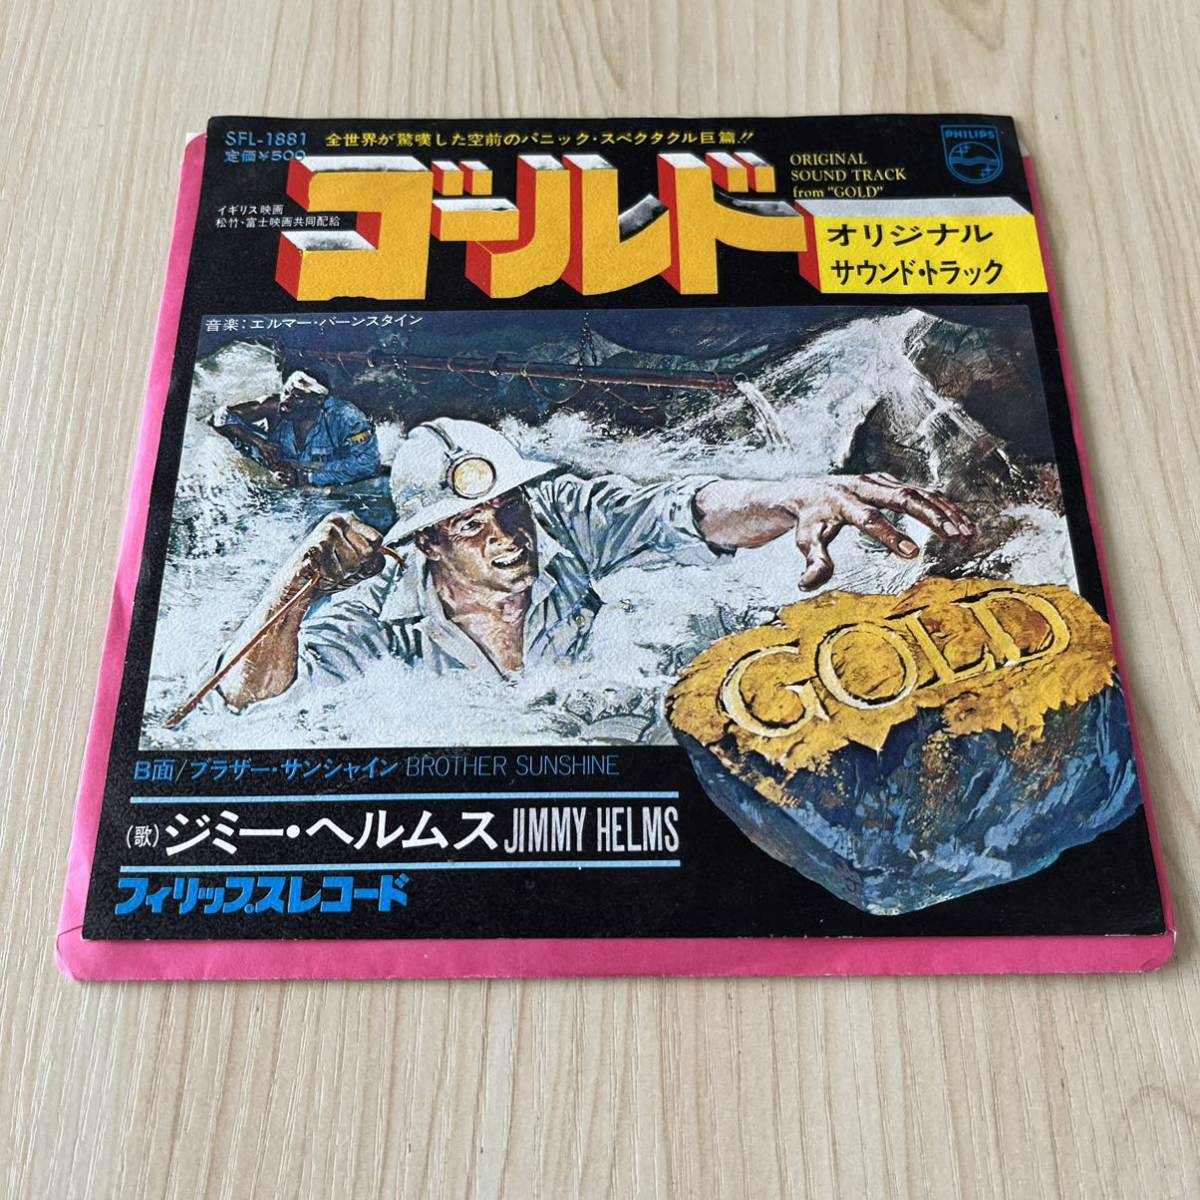 SFL-1881
定価¥500
全世界が驚嘆した空前のパニック・スペクタクル巨篇!!
PHILIPS
ゴールド
ORIGINAL
SOUND TRACK
from "GOLD"
イギリス映画
松竹・富士映画共同配給
オリジナル
サウンド・トラック
音楽:エルマー・バーンスタイン
GOLD
B面/ブラザー・サンシャイン BROTHER SUNSHINE
(歌)ジミー・ヘルムス JIMMY HELMS
フィリップスレコード